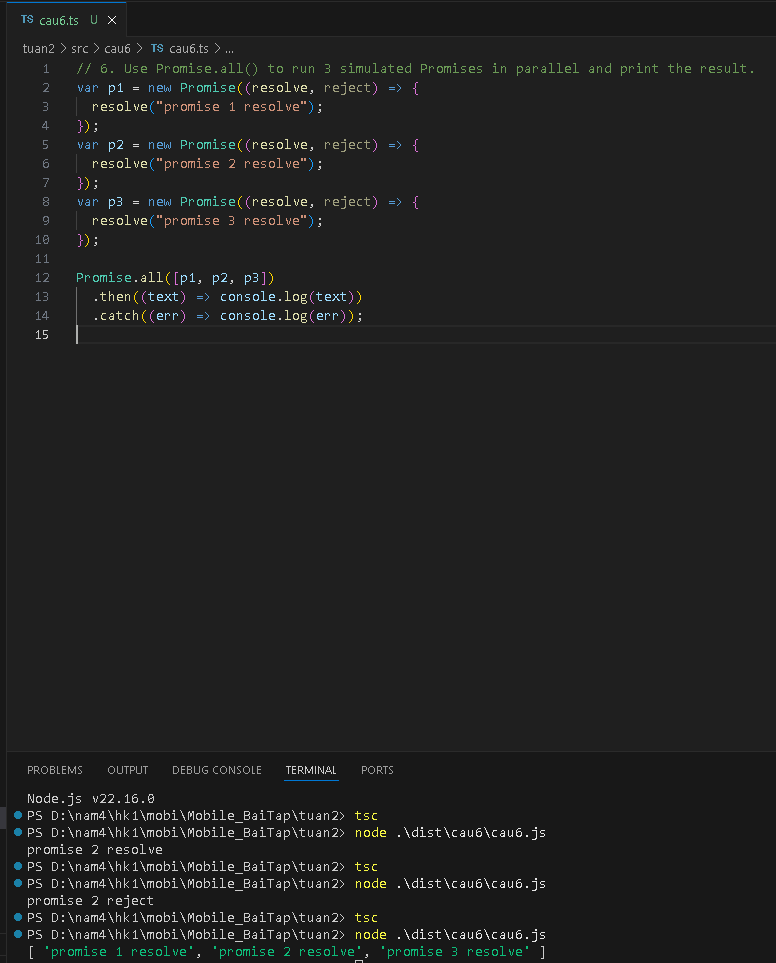 TS cau6.ts U ×
tuan2 > src > cau6 > TS cau6.ts > ...
1 // 6. Use Promise.all() to run 3 simulated Promises in parallel and print the result.
2 var p1 = new Promise((resolve, reject) => {
3   resolve("promise 1 resolve");
4 });
5 var p2 = new Promise((resolve, reject) => {
6   resolve("promise 2 resolve");
7 });
8 var p3 = new Promise((resolve, reject) => {
9   resolve("promise 3 resolve");
10 });
11
12 Promise.all([p1, p2, p3])
13   .then((text) => console.log(text))
14   .catch((err) => console.log(err));
15
PROBLEMS OUTPUT DEBUG CONSOLE TERMINAL PORTS
Node.js v22.16.0
PS D:\nam4\hk1\mobi\Mobile_BaiTap\tuan2> tsc
PS D:\nam4\hk1\mobi\Mobile_BaiTap\tuan2> node .\dist\cau6\cau6.js
promise 2 resolve
PS D:\nam4\hk1\mobi\Mobile_BaiTap\tuan2> tsc
PS D:\nam4\hk1\mobi\Mobile_BaiTap\tuan2> node .\dist\cau6\cau6.js
promise 2 reject
PS D:\nam4\hk1\mobi\Mobile_BaiTap\tuan2> tsc
PS D:\nam4\hk1\mobi\Mobile_BaiTap\tuan2> node .\dist\cau6\cau6.js
[ 'promise 1 resolve', 'promise 2 resolve', 'promise 3 resolve' ]